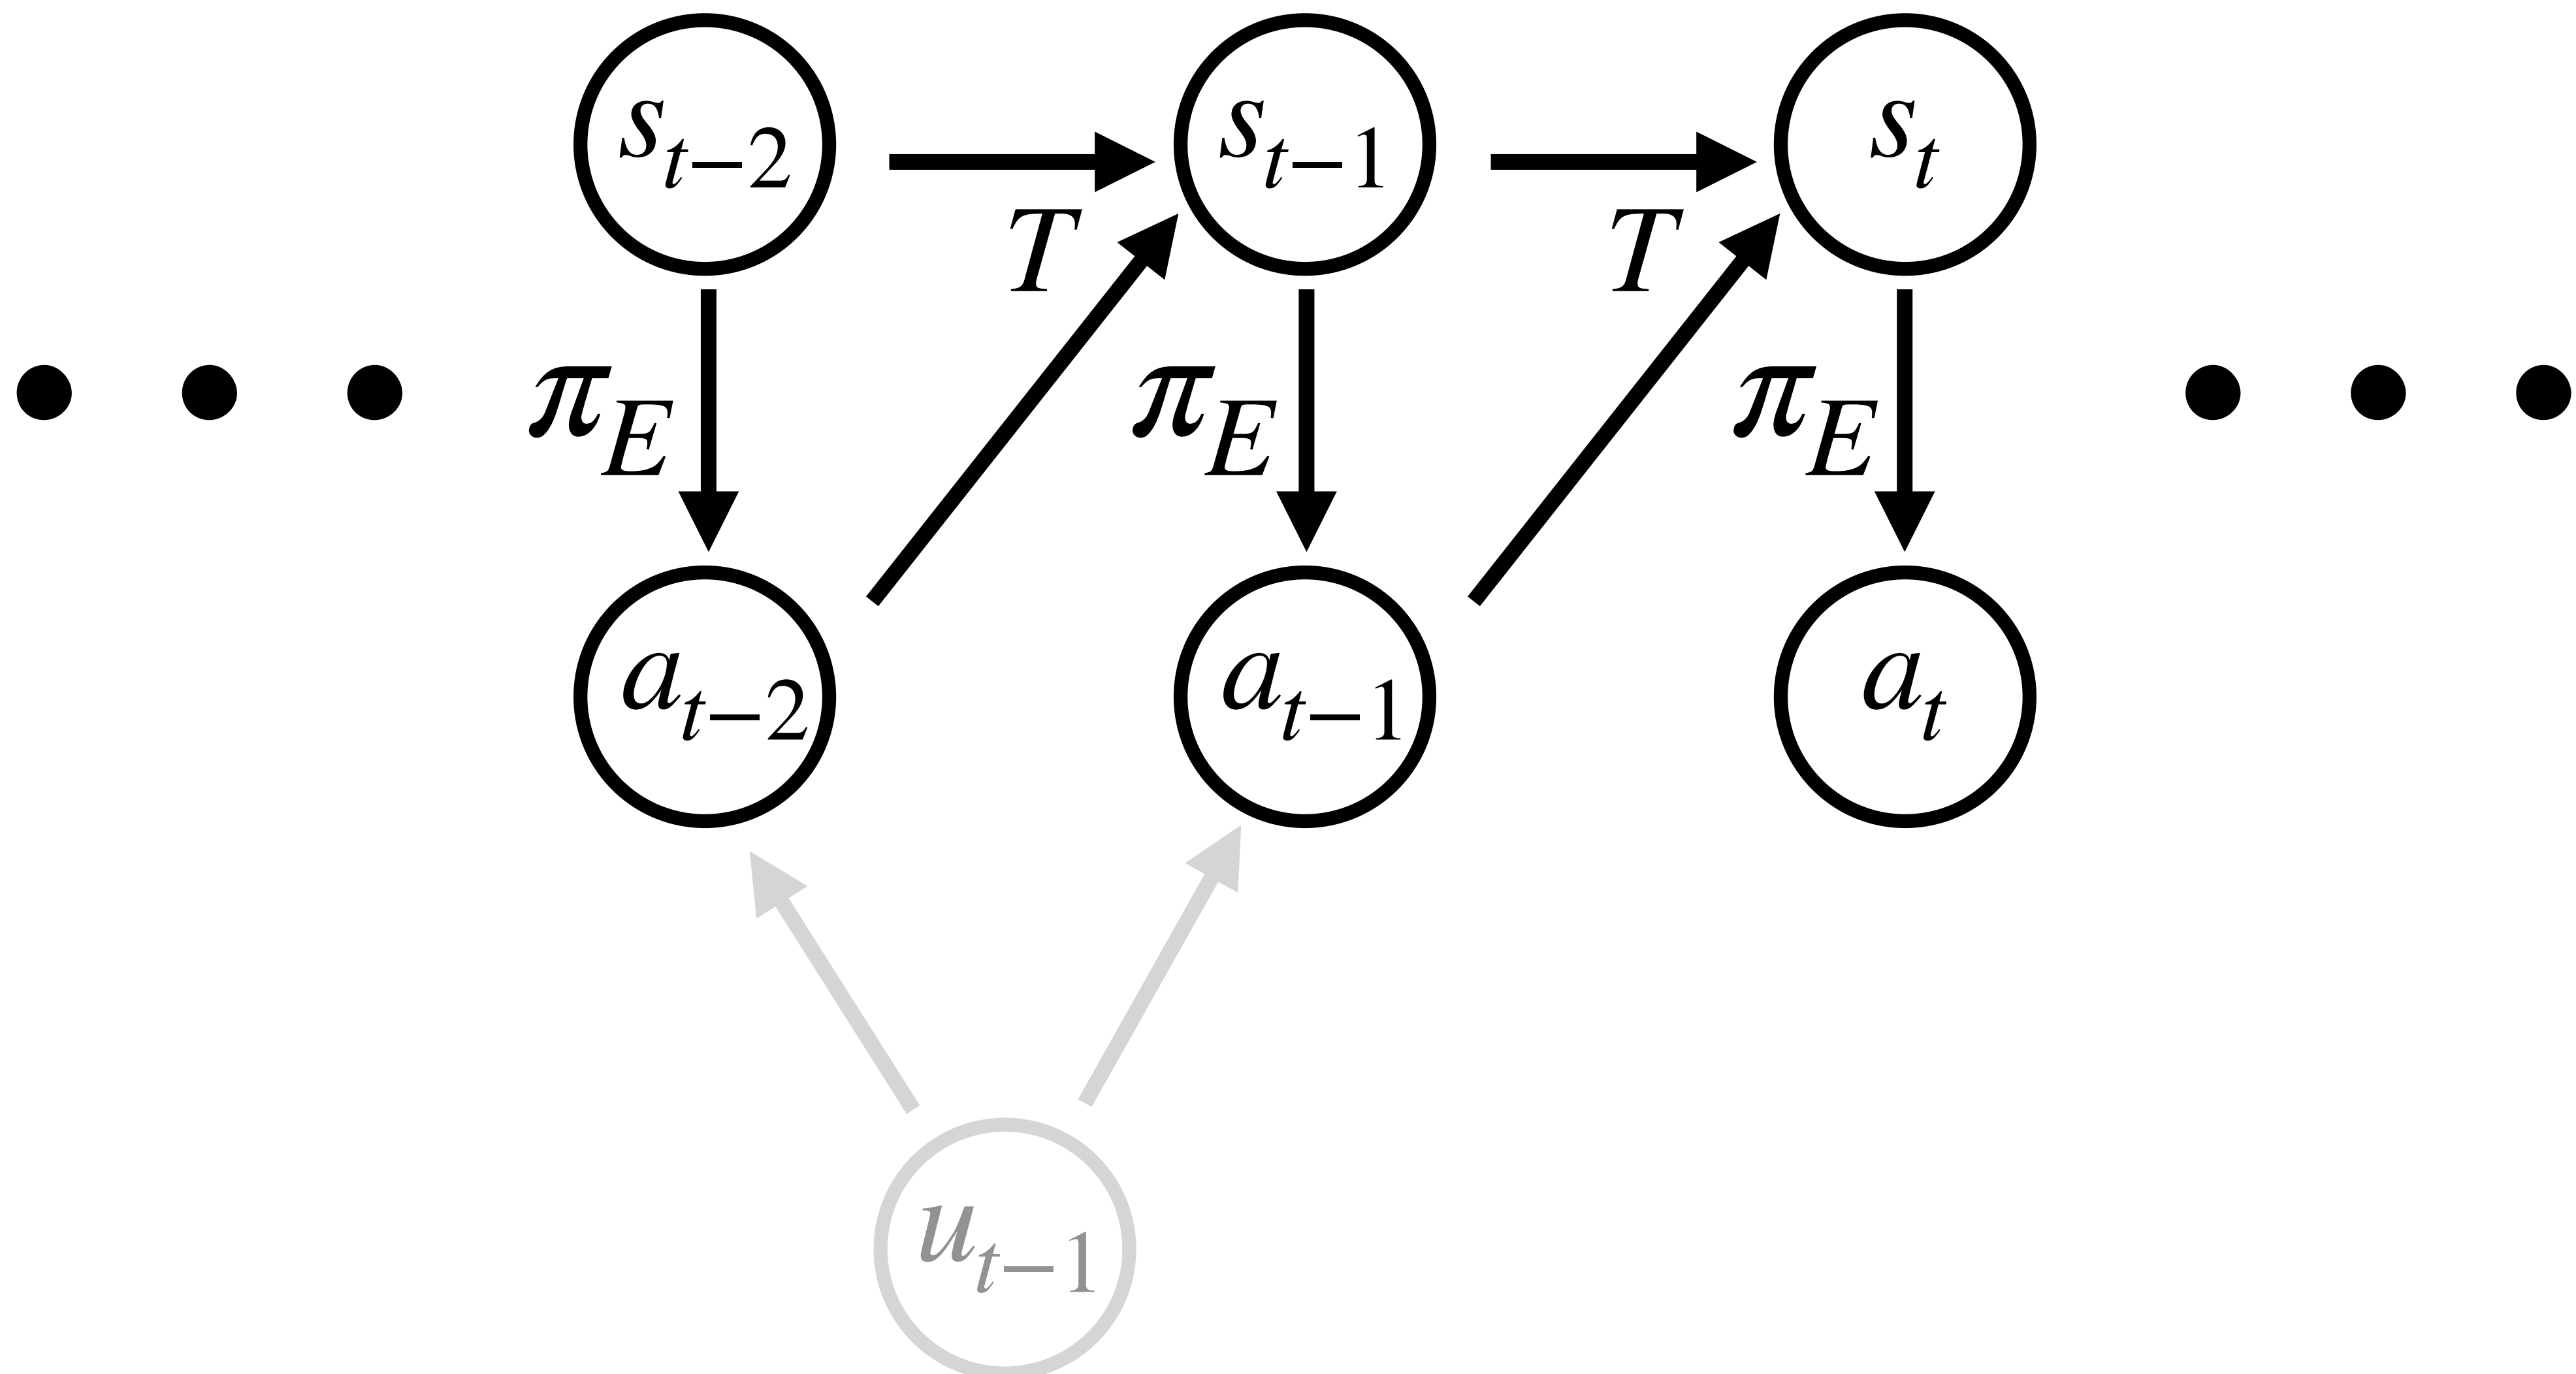 s_{t−2} s_{t−1} s_t
T T
π_E π_E π_E
a_{t−2} a_{t−1} a_t
u_{t−1}